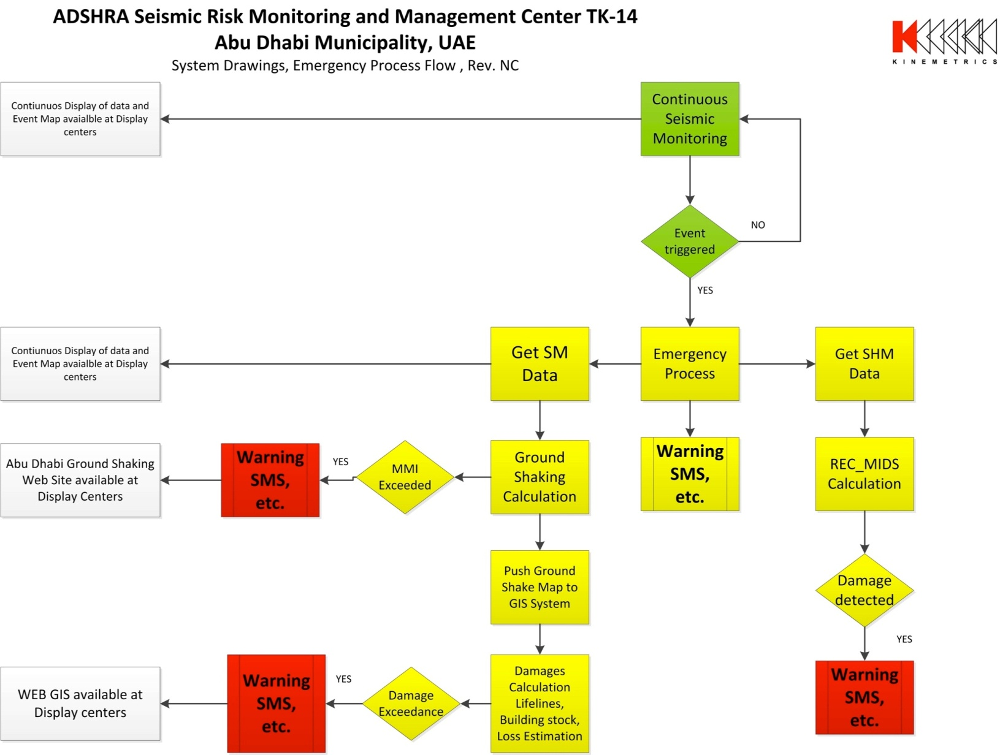 ADSHRA Seismic Risk Monitoring and Management Center TK-14
Abu Dhabi Municipality, UAE
System Drawings, Emergency Process Flow , Rev. NC
KINEMETRICS
Contiunuos Display of data and
Event Map avaialble at Display
centers
Continuous
Seismic
Monitoring
Event
triggered
NO
YES
Contiunuos Display of data and
Event Map avaialble at Display
centers
Get SM
Data
Emergency
Process
Get SHM
Data
Abu Dhabi Ground Shaking
Web Site available at
Display Centers
Warning
SMS,
etc.
YES
MMI
Exceeded
Ground
Shaking
Calculation
Warning
SMS,
etc.
REC_MIDS
Calculation
Push Ground
Shake Map to
GIS System
Damage
detected
YES
WEB GIS available at
Display centers
Warning
SMS,
etc.
YES
Damage
Exceedance
Damages
Calculation
Lifelines,
Building stock,
Loss Estimation
Warning
SMS,
etc.